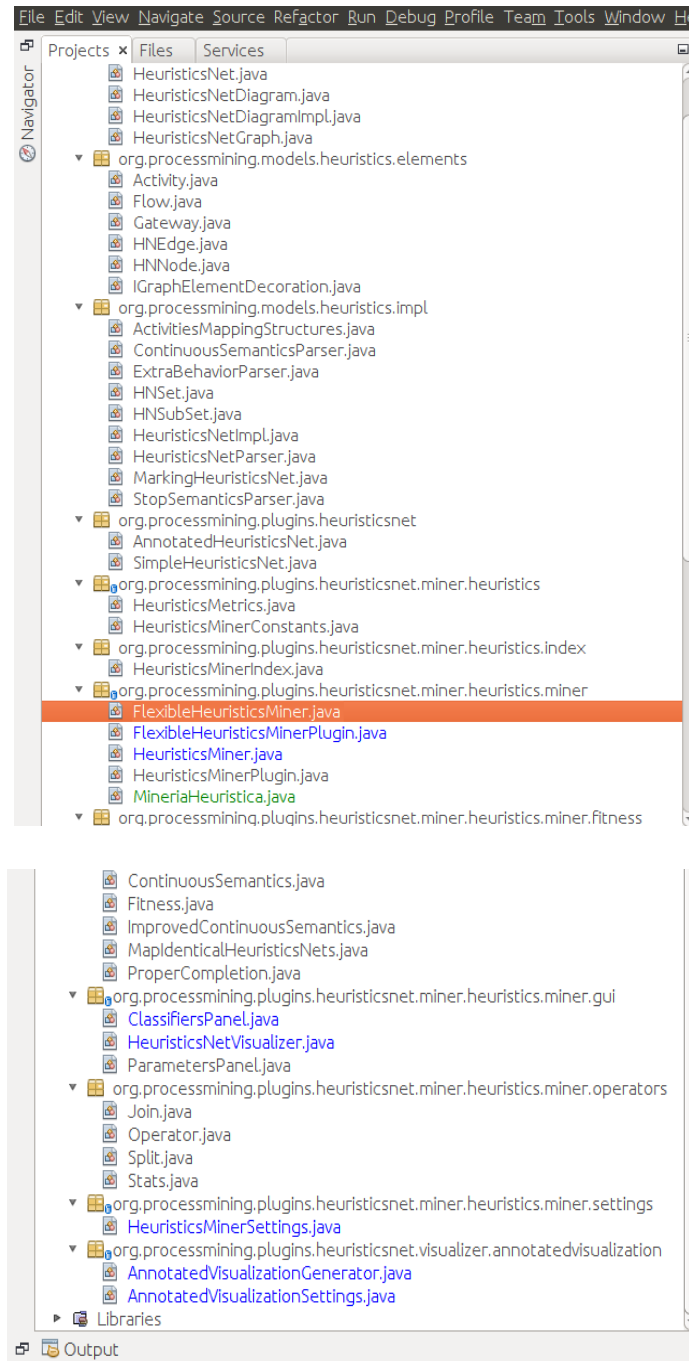 File Edit View Navigate Source Refactor Run Debug Profile Team Tools Window He
Projects × Files Services
Navigator
HeuristicsNet.java
HeuristicsNetDiagram.java
HeuristicsNetDiagramImpl.java
HeuristicsNetGraph.java
org.processmining.models.heuristics.elements
Activity.java
Flow.java
Gateway.java
HNEdge.java
HNNode.java
IGraphElementDecoration.java
org.processmining.models.heuristics.impl
ActivitiesMappingStructures.java
ContinuousSemanticsParser.java
ExtraBehaviorParser.java
HNSet.java
HNSubSet.java
HeuristicsNetImpl.java
HeuristicsNetParser.java
MarkingHeuristicsNet.java
StopSemanticsParser.java
org.processmining.plugins.heuristicsnet
AnnotatedHeuristicsNet.java
SimpleHeuristicsNet.java
org.processmining.plugins.heuristicsnet.miner.heuristics
HeuristicsMetrics.java
HeuristicsMinerConstants.java
org.processmining.plugins.heuristicsnet.miner.heuristics.index
HeuristicsMinerIndex.java
org.processmining.plugins.heuristicsnet.miner.heuristics.miner
FlexibleHeuristicsMiner.java
FlexibleHeuristicsMinerPlugin.java
HeuristicsMiner.java
HeuristicsMinerPlugin.java
MineriaHeuristica.java
org.processmining.plugins.heuristicsnet.miner.heuristics.miner.fitness
ContinuousSemantics.java
Fitness.java
ImprovedContinuousSemantics.java
MapIdenticalHeuristicsNets.java
ProperCompletion.java
org.processmining.plugins.heuristicsnet.miner.heuristics.miner.gui
ClassifiersPanel.java
HeuristicsNetVisualizer.java
ParametersPanel.java
org.processmining.plugins.heuristicsnet.miner.heuristics.miner.operators
Join.java
Operator.java
Split.java
Stats.java
org.processmining.plugins.heuristicsnet.miner.heuristics.miner.settings
HeuristicsMinerSettings.java
org.processmining.plugins.heuristicsnet.visualizer.annotatedvisualization
AnnotatedVisualizationGenerator.java
AnnotatedVisualizationSettings.java
Libraries
Output